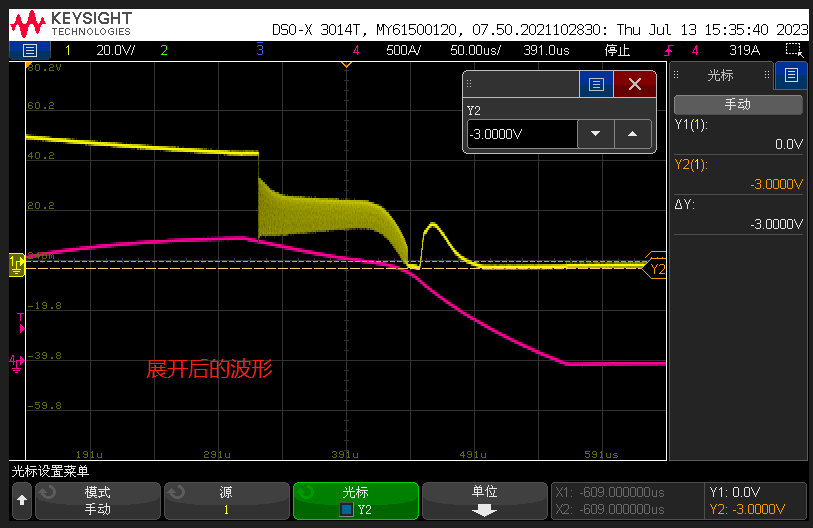 KEYSIGHT
TECHNOLOGIES
DSO-X 3014T, MY61500120, 07.50.2021102830: Thu Jul 13 15:35:40 2023
1 20.0V/ 2 3 4 500A/ 50.00us/ 391.0us 停止 4 319A
80.2V
60.2
40.2
20.2
-19.8
-39.8
-59.8
191u 291u 391u 491u 591us
1
T
4
Y2
Y2
-3.0000V
展开后的波形
光标
手动
Y1(1):
0.0V
Y2(1):
-3.0000V
ΔY:
-3.0000V
光标设置菜单
模式
手动
源
1
光标
Y2
单位
X1: -609.000000us
X2: -609.000000us
Y1: 0.0V
Y2: -3.0000V